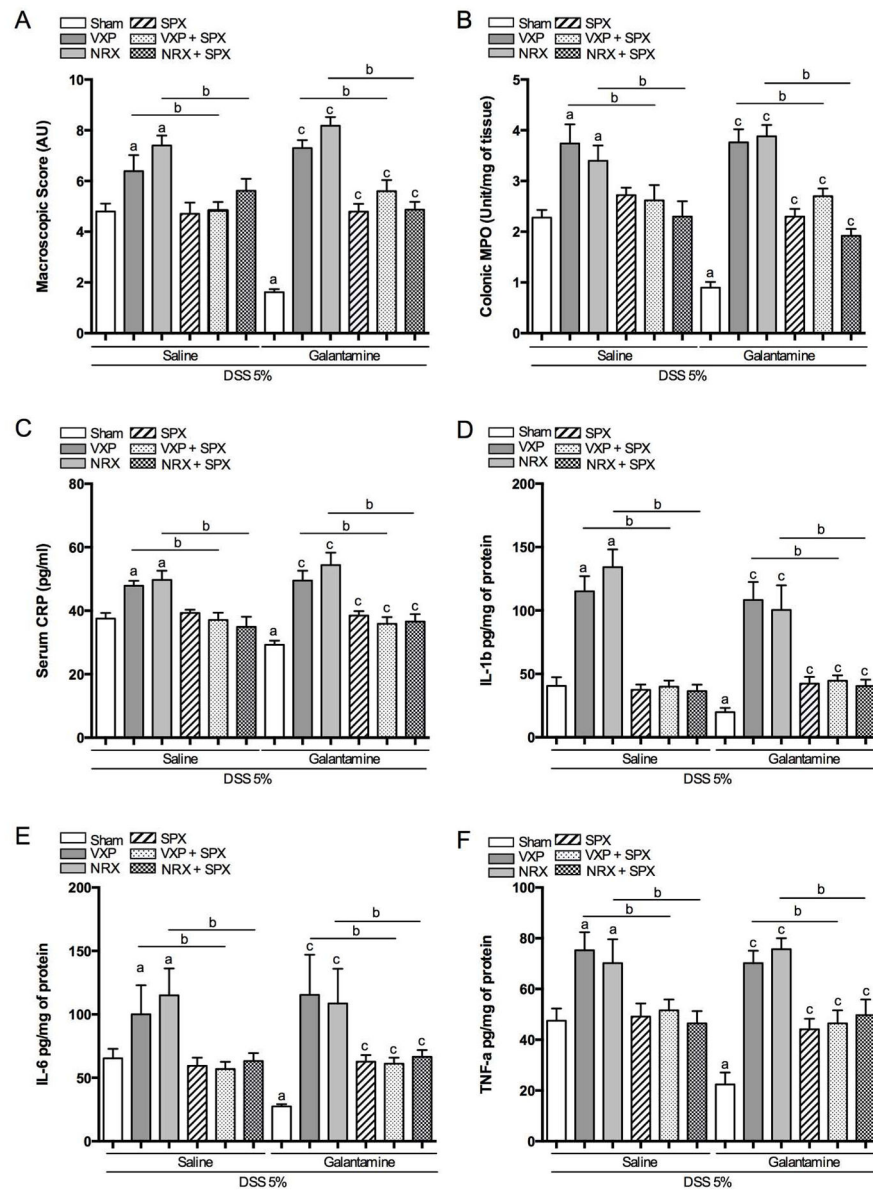 A
Sham SPX
VXP VXP + SPX
NRX NRX + SPX
Macroscopic Score (AU)
10
8
6
4
2
0
a a b b a c c c c c b b
Saline Galantamine
DSS 5%
B
Sham SPX
VXP VXP + SPX
NRX NRX + SPX
Colonic MPO (Unit/mg of tissue)
5
4
3
2
1
0
a a b b a c c c c c b b
Saline Galantamine
DSS 5%
C
Sham SPX
VXP VXP + SPX
NRX NRX + SPX
Serum CRP (pg/ml)
80
60
40
20
0
a a b b a c c c c c b b
Saline Galantamine
DSS 5%
D
Sham SPX
VXP VXP + SPX
NRX NRX + SPX
IL-1b pg/mg of protein
200
150
100
50
0
a a b b a c c c c c b b
Saline Galantamine
DSS 5%
E
Sham SPX
VXP VXP + SPX
NRX NRX + SPX
IL-6 pg/mg of protein
200
150
100
50
0
a a b b a c c c c c b b
Saline Galantamine
DSS 5%
F
Sham SPX
VXP VXP + SPX
NRX NRX + SPX
TNF-a pg/mg of protein
100
80
60
40
20
0
a a b b a c c c c c b b
Saline Galantamine
DSS 5%